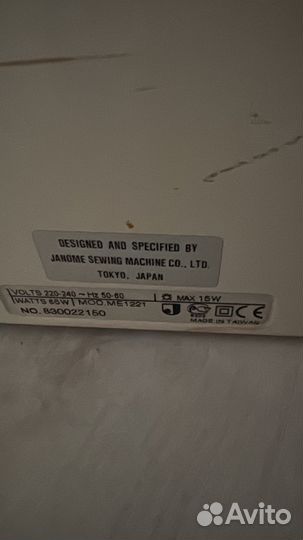 DESIGNED AND SPECIFIED BY
JANOME SEWING MACHINE CO., LTD.
TOKYO, JAPAN
VOLTS 220-240 ~ Hz 50-60
WATTS 85W MOD.ME1221
MAX 15W
NO. 830022150
MADE IN TAIWAN
Avito